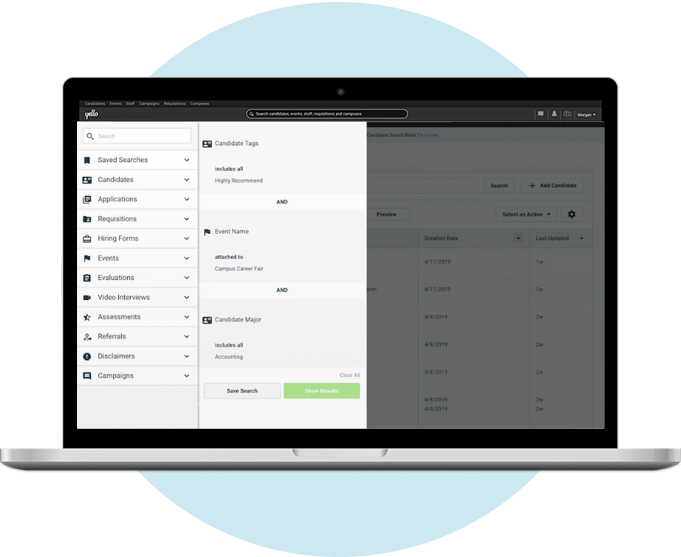 Candidates Events Staff Campaigns Requisitions Campuses
yello
Search candidates, events, staff, requisitions and campuses
Morgan
Search
Saved Searches
Candidates
Applications
Requisitions
Hiring Forms
Events
Evaluations
Video Interviews
Assessments
Referrals
Disclaimers
Campaigns
Candidate Tags
includes all
Highly Recommend
AND
Event Name
attached to
Campus Career Fair
AND
Candidate Major
includes all
Accounting
Clear All
Save Search
Show Results
Candidate Search Beta!
Search
+ Add Candidate
Preview
Select an Action
Creation Date
Last Updated
4/11/2019
1w
4/11/2019
1w
4/9/2019
2w
4/9/2019
2w
4/8/2019
2w
4/8/2019
2w
4/9/2019
2w